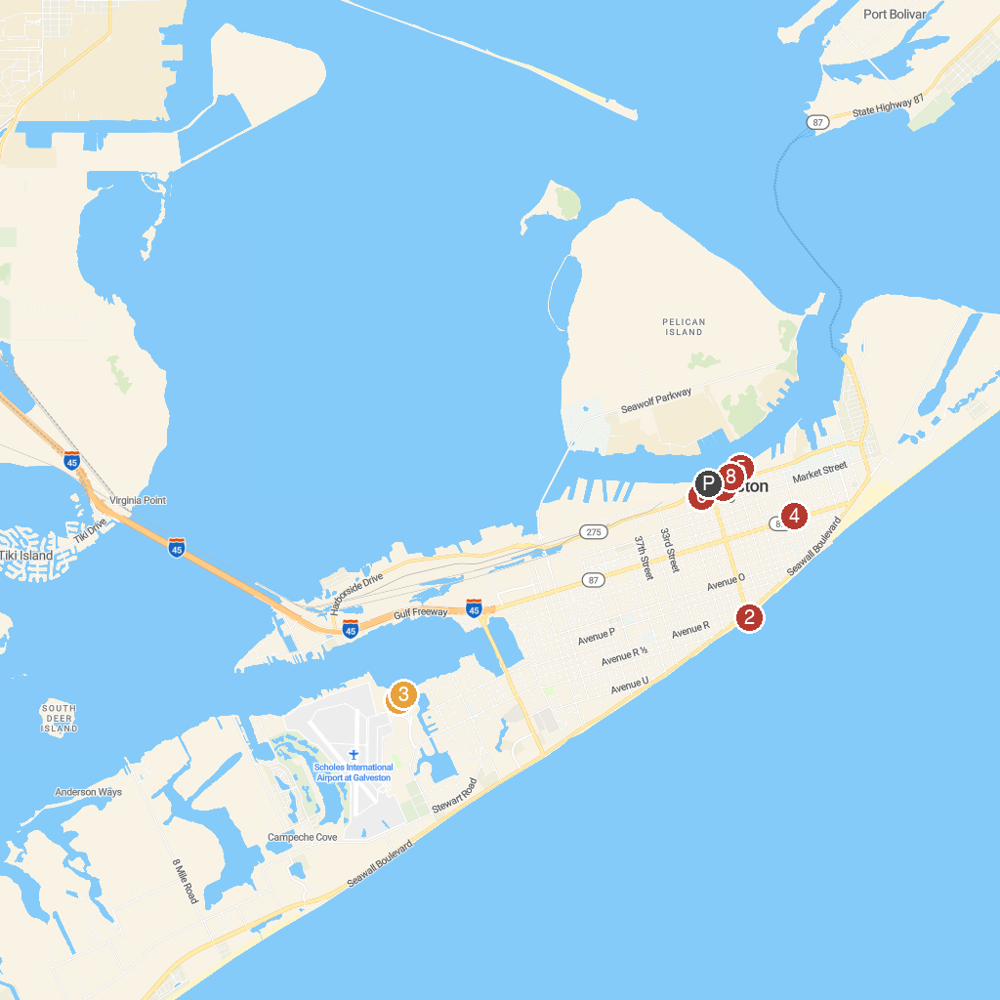 Port Bolivar
State Highway 87
87
PELICAN
ISLAND
Seawolf Parkway
45
Virginia Point
Tiki Drive
Tiki Island
45
8
P
Market Street
4
275
37th Street
33rd Street
Seawall Boulevard
Harborside Drive
87
Avenue O
Gulf Freeway
45
45
2
Avenue P
Avenue R
Avenue R ½
Avenue U
3
SOUTH
DEER
ISLAND
Scholes International
Airport at Galveston
Anderson Ways
Stewart Road
Campeche Cove
Seawall Boulevard
8 Mile Road